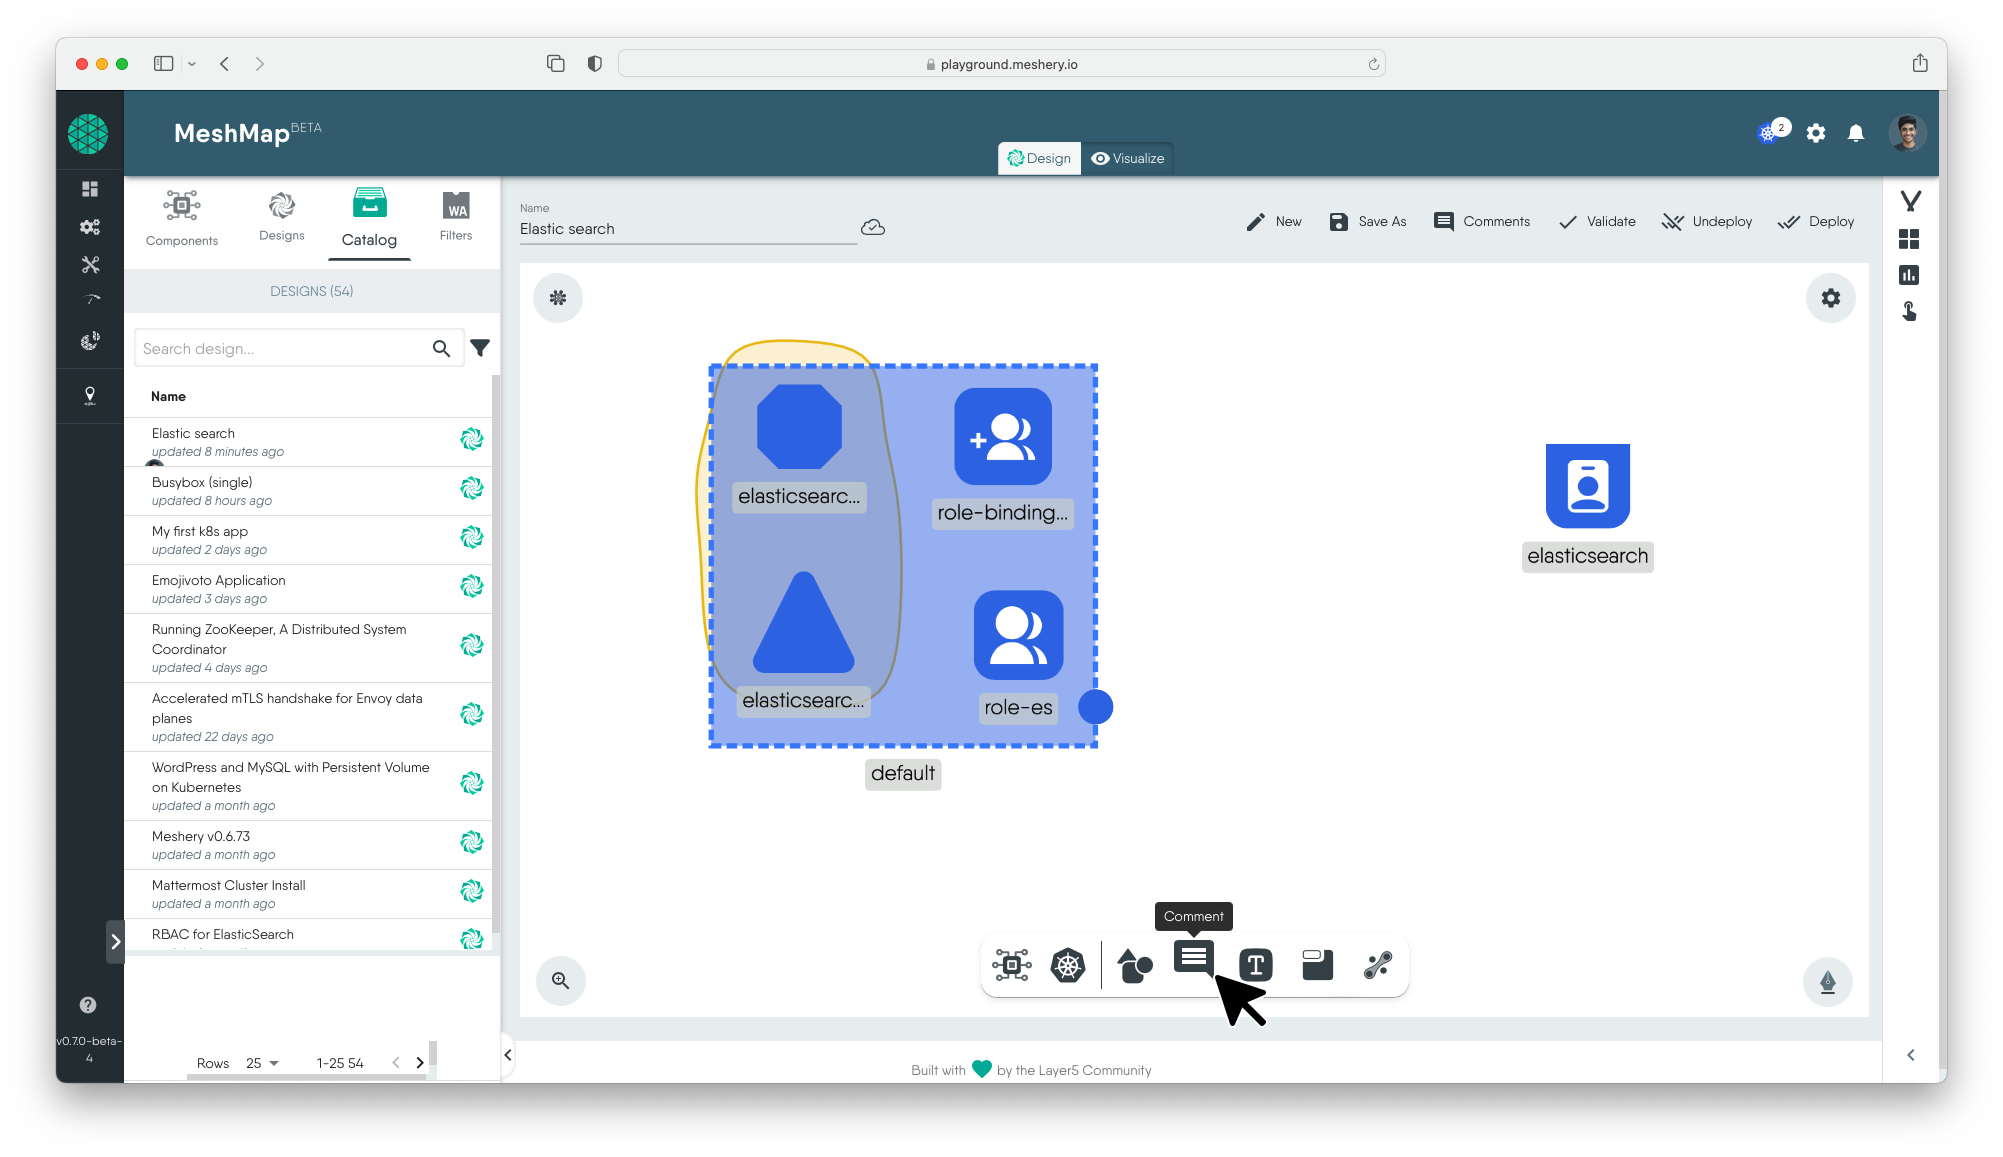 playground.meshery.io
MeshMap BETA
2
Design
Visualize
Components
Designs
Catalog
WA
Filters
Name
Elastic search
New
Save As
Comments
Validate
Undeploy
Deploy
DESIGNS (54)
Search design...
Name
Elastic search
updated 8 minutes ago
Busybox (single)
updated 8 hours ago
My first k8s app
updated 2 days ago
Emojivoto Application
updated 3 days ago
Running ZooKeeper, A Distributed System
Coordinator
updated 4 days ago
Accelerated mTLS handshake for Envoy data
planes
updated 22 days ago
WordPress and MySQL with Persistent Volume
on Kubernetes
updated a month ago
Meshery v0.6.73
updated a month ago
Mattermost Cluster Install
updated a month ago
RBAC for ElasticSearch
Rows
25
1-25 54
v0.7.0-beta-
4
elasticsearc...
role-binding...
elasticsearc...
role-es
default
elasticsearch
Comment
T
Built with
by the Layer5 Community